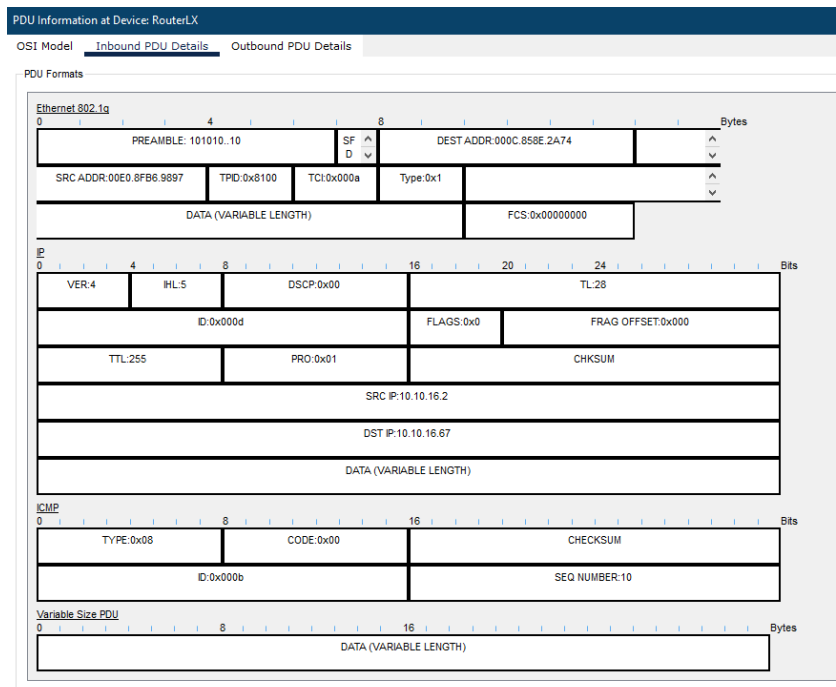 PDU Information at Device: RouterLX
OSI Model Inbound PDU Details Outbound PDU Details
PDU Formats
Ethernet 802.1q
0 4 8 Bytes
PREAMBLE: 101010..10 SF D DEST ADDR:000C.858E.2A74
SRC ADDR:00E0.8FB6.9897 TPID:0x8100 TCI:0x000a Type:0x1
DATA (VARIABLE LENGTH) FCS:0x00000000
IP
0 4 8 16 20 24 Bits
VER:4 IHL:5 DSCP:0x00 TL:28
ID:0x000d FLAGS:0x0 FRAG OFFSET:0x000
TTL:255 PRO:0x01 CHKSUM
SRC IP:10.10.16.2
DST IP:10.10.16.67
DATA (VARIABLE LENGTH)
ICMP
0 8 16 Bits
TYPE:0x08 CODE:0x00 CHECKSUM
ID:0x000b SEQ NUMBER:10
Variable Size PDU
0 8 16 Bytes
DATA (VARIABLE LENGTH)